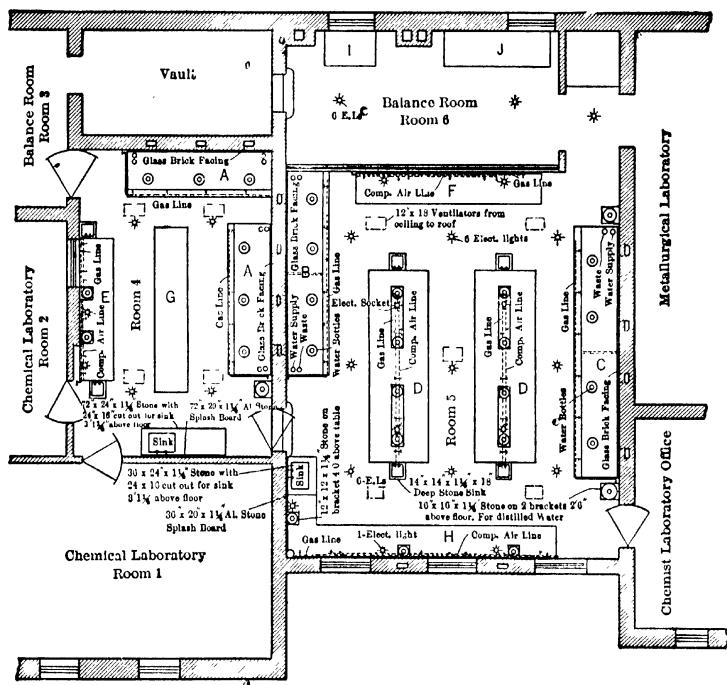 Vault
Balance Room
Room 3
I
J
6 E.Ls
Balance Room
Room 6
Metallurgical Laboratory
Glass Brick Facing
A
Gas Line
Comp. Air Line
F
Gas Line
12"x 18 Ventilators from
ceiling to roof
6 Elect. lights
Chemical Laboratory
Room 2
Gas Line
E
Comp. Air Line
Room 4
G
Gas Line
A
Glass Brick Facing
Glass Brick Facing
B
Water Supply
Waste
Gas Line
Water Bottles
Elect. Socket
Gas Line
Comp. Air Line
D
Room 5
Comp. Air Line
D
Gas Line
Waste
Water Supply
C
Water Bottles
Glass Brick Facing
72"x 24"x 1¼" Stone with
24"x 16" cut out for sink
3'1¼" above floor
72"x 20"x 1¼" Al. Stone
Splash Board
Sink
36"x 24"x 1¼" Stone with
24 x 16 cut out for sink
3'1¼" above floor
36"x 20"x 1¼" Al. Stone
Splash Board
Sink
12"x 12"x 1¼" Stone on
bracket 4'0" above table
6-E.Ls
14"x 14 x 1¼"x 18
Deep Stone Sink
16"x 16"x 1¼" Stone on 2 brackets 2'6"
above floor. For distilled Water
Gas Line
1-Elect. light
H
Comp. Air Line
Chemical Laboratory
Room 1
Chemist Laboratory Office